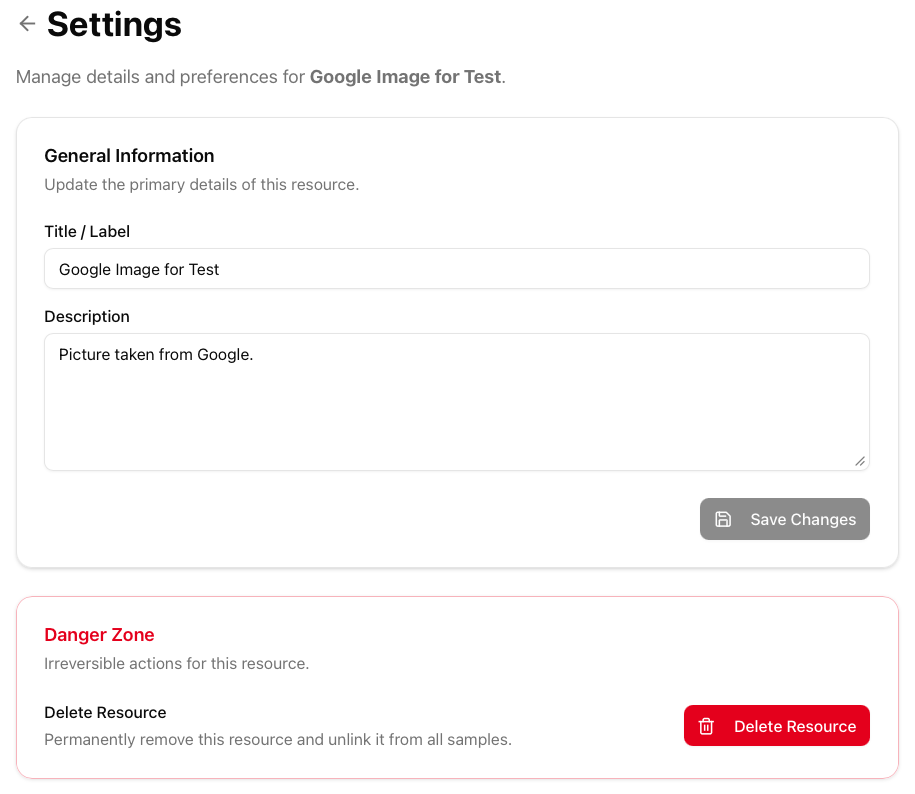 Settings
Manage details and preferences for Google Image for Test.
General Information
Update the primary details of this resource.
Title / Label
Google Image for Test
Description
Picture taken from Google.
Save Changes
Danger Zone
Irreversible actions for this resource.
Delete Resource
Permanently remove this resource and unlink it from all samples.
Delete Resource